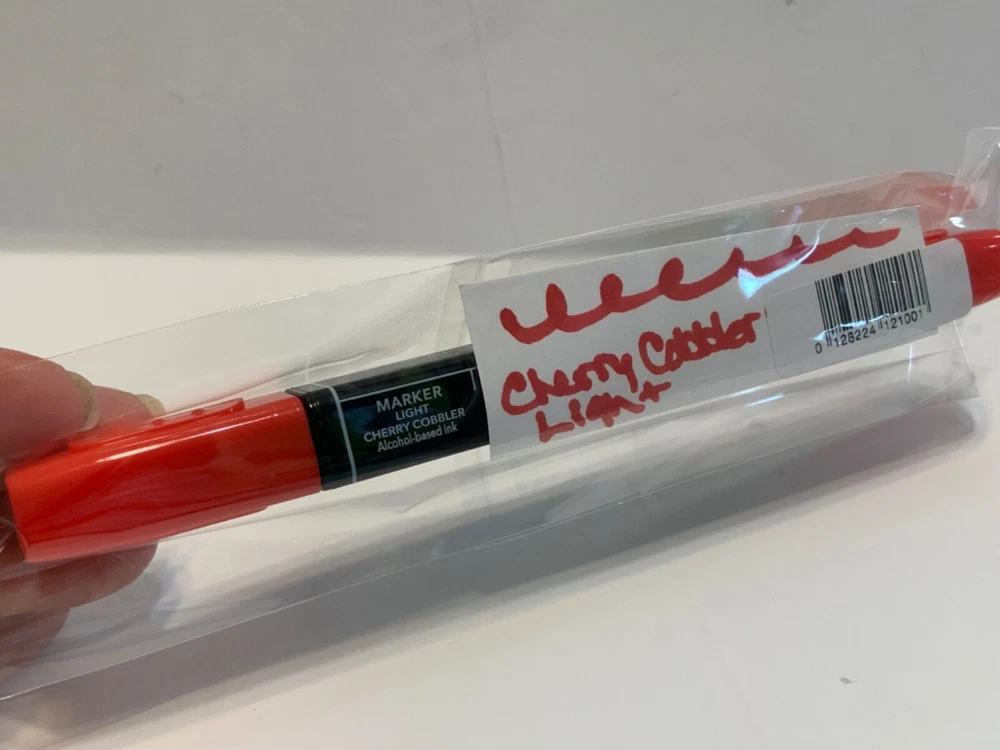 MARKER
LIGHT
CHERRY COBBLER
Alcohol-based ink
Cherry Cobbler
Light
0 128224 121001